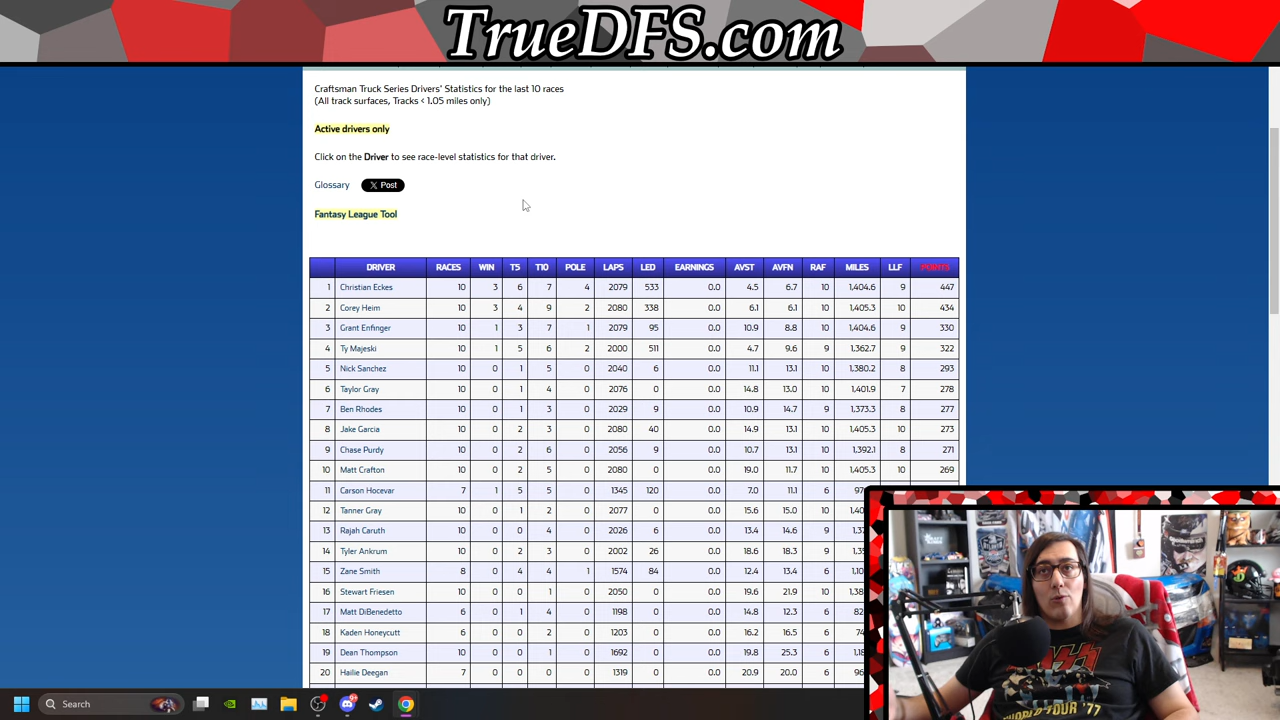 TrueDFS.com
Craftsman Truck Series Drivers' Statistics for the last 10 races
(All track surfaces, Tracks < 1.05 miles only)
Active drivers only
Click on the Driver to see race-level statistics for that driver.
Glossary X Post
Fantasy League Tool
DRIVER RACES WIN T5 T10 POLE LAPS LED EARNINGS AVST AVFN RAF MILES LLF POINTS
1 Christian Eckes 10 3 6 7 4 2079 533 0.0 4.5 6.7 10 1,404.6 9 447
2 Corey Heim 10 3 4 9 2 2080 338 0.0 6.1 6.1 10 1,405.3 10 434
3 Grant Enfinger 10 1 3 7 1 2079 95 0.0 10.9 8.8 10 1,404.6 9 330
4 Ty Majeski 10 1 5 6 2 2000 511 0.0 4.7 9.6 9 1,362.7 9 322
5 Nick Sanchez 10 0 1 5 0 2040 6 0.0 11.1 13.1 10 1,380.2 8 293
6 Taylor Gray 10 0 1 4 0 2076 0 0.0 14.8 13.0 10 1,401.9 7 278
7 Ben Rhodes 10 0 1 3 0 2029 9 0.0 10.9 14.7 9 1,373.3 8 277
8 Jake Garcia 10 0 2 3 0 2080 40 0.0 14.9 13.1 10 1,405.3 10 273
9 Chase Purdy 10 0 2 6 0 2056 9 0.0 10.7 13.1 10 1,392.1 8 271
10 Matt Crafton 10 0 2 5 0 2080 0 0.0 19.0 11.7 10 1,405.3 10 269
11 Carson Hocevar 7 1 5 5 0 1345 120 0.0 7.0 11.1 6 97
12 Tanner Gray 10 0 1 2 0 2077 0 0.0 15.6 15.0 10 1,40
13 Rajah Caruth 10 0 0 4 0 2026 6 0.0 13.4 14.6 9 1,37
14 Tyler Ankrum 10 0 2 3 0 2002 26 0.0 18.6 18.3 9 1,35
15 Zane Smith 8 0 4 4 1 1574 84 0.0 12.4 13.4 6 1,10
16 Stewart Friesen 10 0 0 1 0 2050 0 0.0 19.6 21.9 10 1,38
17 Matt DiBenedetto 6 0 1 4 0 1198 0 0.0 14.8 12.3 6 82
18 Kaden Honeycutt 6 0 0 2 0 1203 0 0.0 16.2 16.5 6 74
19 Dean Thompson 10 0 0 1 0 1692 0 0.0 19.8 25.3 6 1,18
20 Hailie Deegan 7 0 0 0 0 1319 0 0.0 20.9 20.0 6 96
WORLD TOUR '77
Search